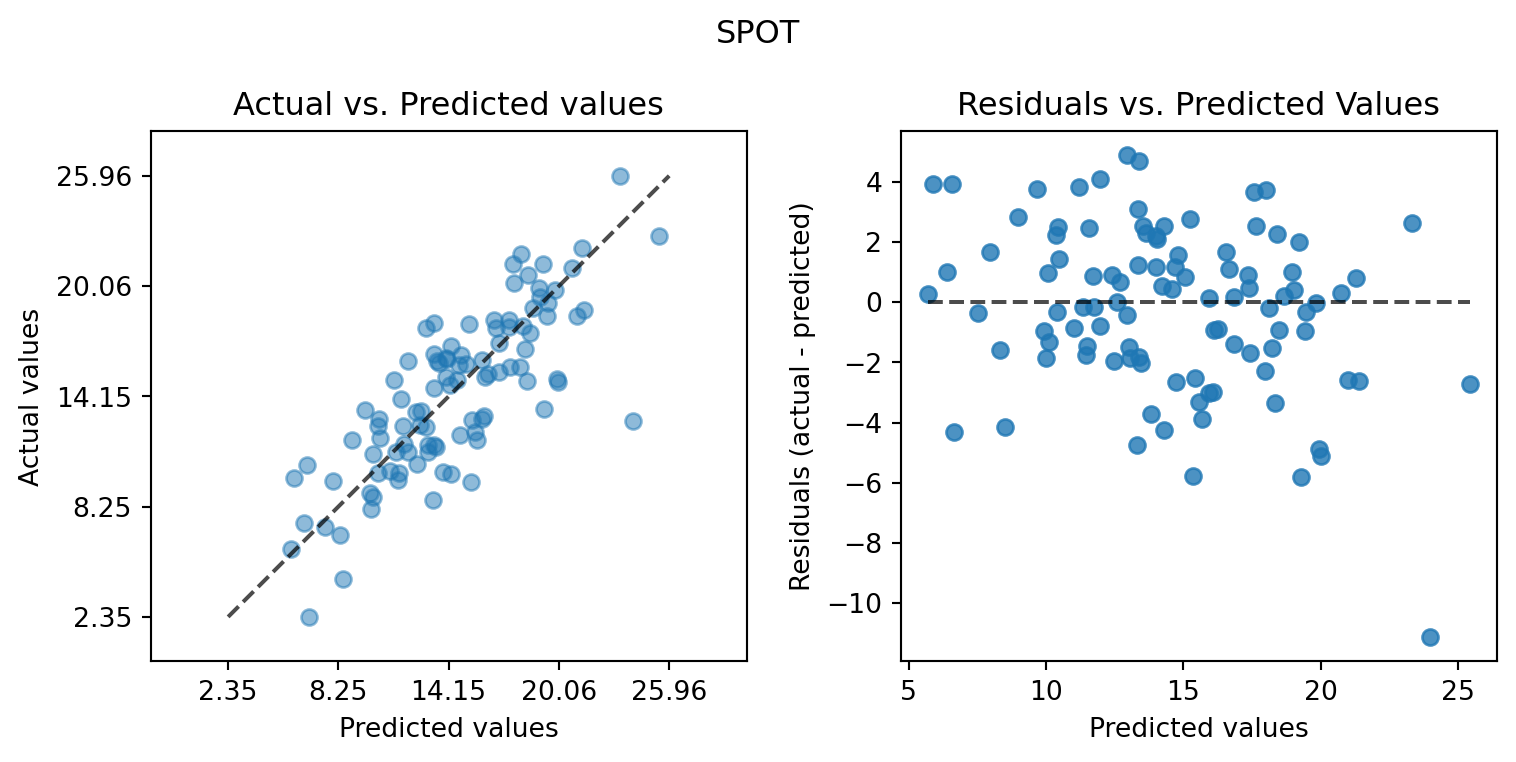 SPOT
Actual vs. Predicted values
25.96
20.06
14.15
8.25
2.35
Actual values
2.35 8.25 14.15 20.06 25.96
Predicted values
Residuals vs. Predicted Values
4
2
0
−2
−4
−6
−8
−10
Residuals (actual - predicted)
5 10 15 20 25
Predicted values